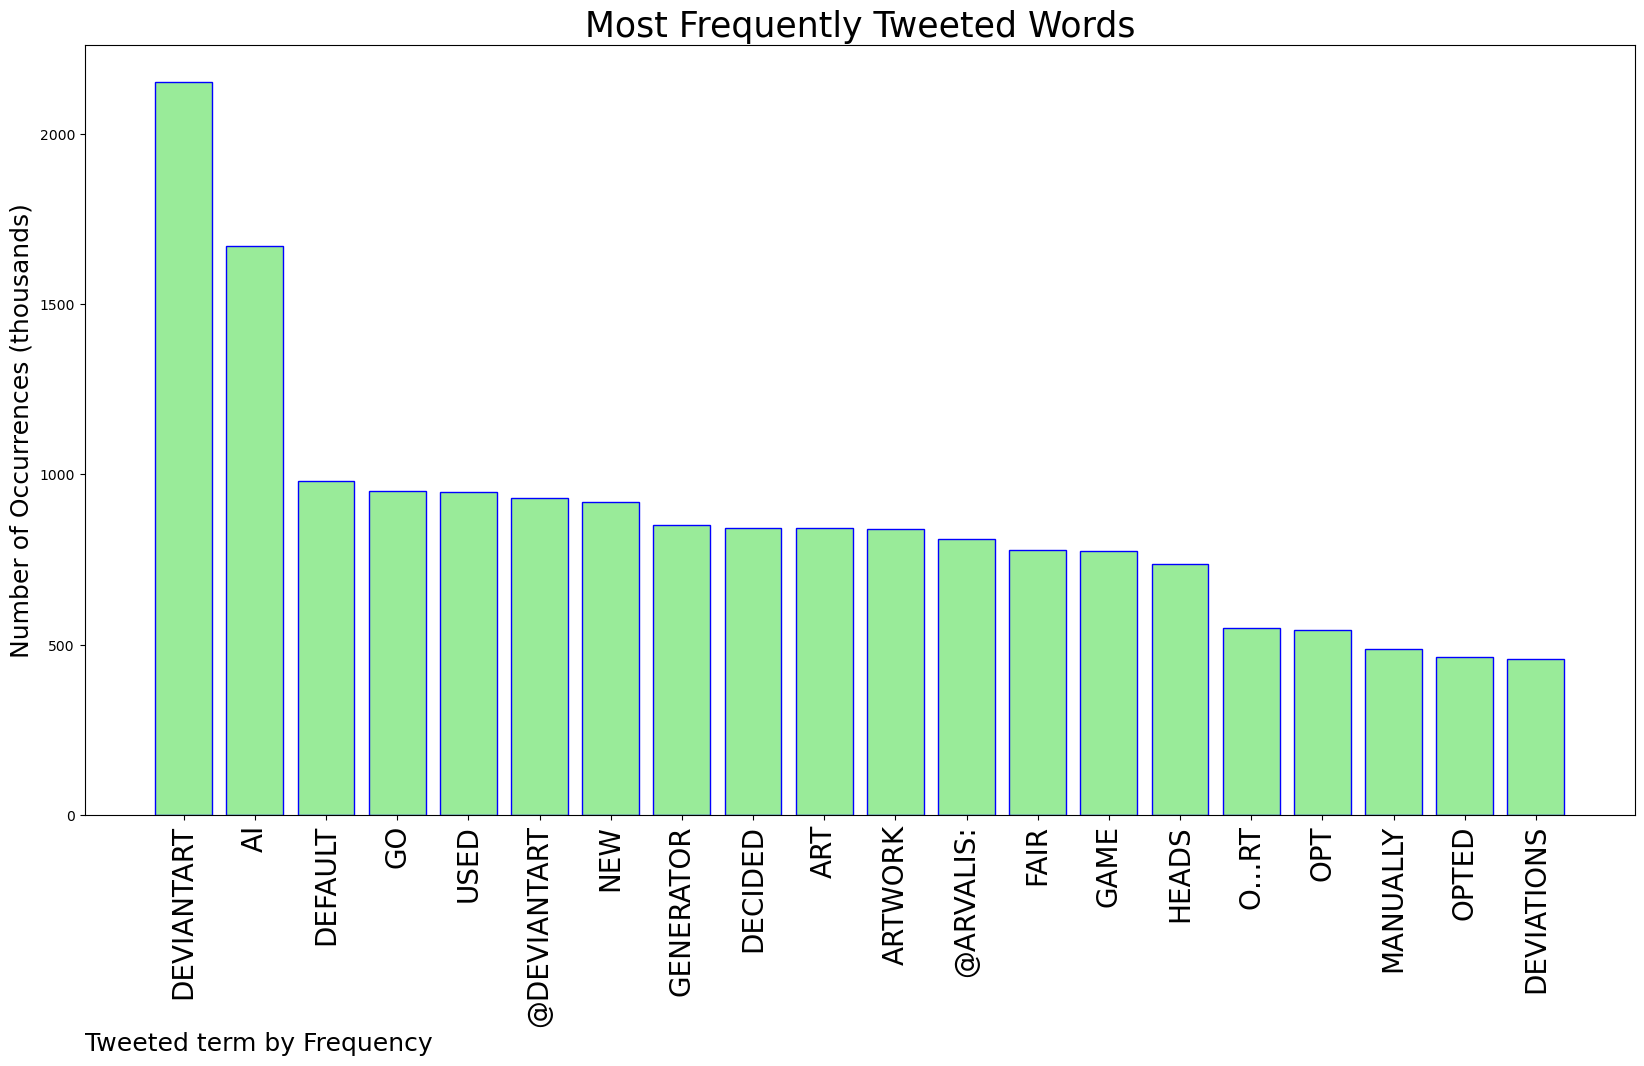 Most Frequently Tweeted Words
Number of Occurrences (thousands)
2000
1500
1000
500
0
DEVIANTART
AI
DEFAULT
GO
USED
@DEVIANTART
NEW
GENERATOR
DECIDED
ART
ARTWORK
@ARVALIS:
FAIR
GAME
HEADS
O…RT
OPT
MANUALLY
OPTED
DEVIATIONS
Tweeted term by Frequency